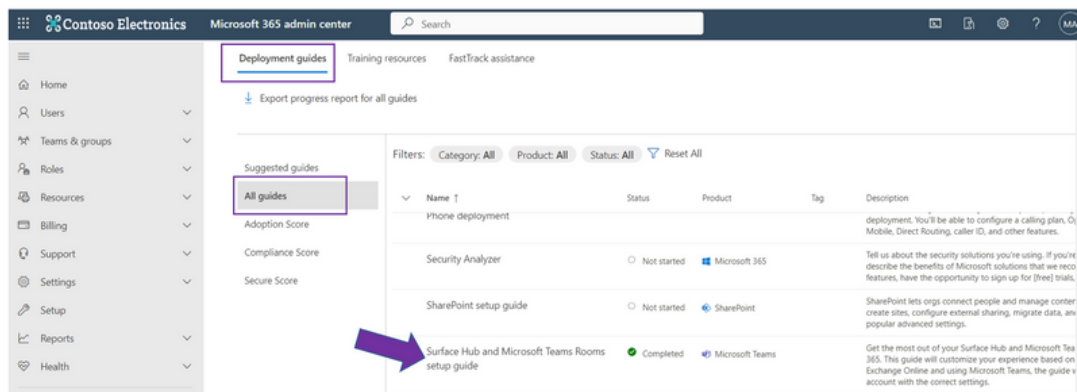 Contoso Electronics
Microsoft 365 admin center
Search
MA
Deployment guides
Training resources
FastTrack assistance
Home
Export progress report for all guides
Users
Teams & groups
Filters:
Category: All
Product: All
Status: All
Reset All
Roles
Suggested guides
Resources
All guides
Name ↑
Status
Product
Tag
Description
Billing
Adoption Score
Phone deployment
deployment. You'll be able to configure a calling plan, O
Mobile, Direct Routing, caller ID, and other features.
Support
Compliance Score
Security Analyzer
Not started
Microsoft 365
Tell us about the security solutions you're using. If you're
describe the benefits of Microsoft solutions that we reco
features, have the opportunity to sign up for [free] trials,
Settings
Secure Score
Setup
SharePoint setup guide
Not started
SharePoint
SharePoint lets orgs connect people and manage conter
create sites, configure external sharing, migrate data, an
popular advanced settings.
Reports
Health
Surface Hub and Microsoft Teams Rooms
setup guide
Completed
Microsoft Teams
Get the most out of your Surface Hub and Microsoft Tea
365. This guide will customize your experience based on
Exchange Online and using Microsoft Teams, the guide w
account with the correct settings.